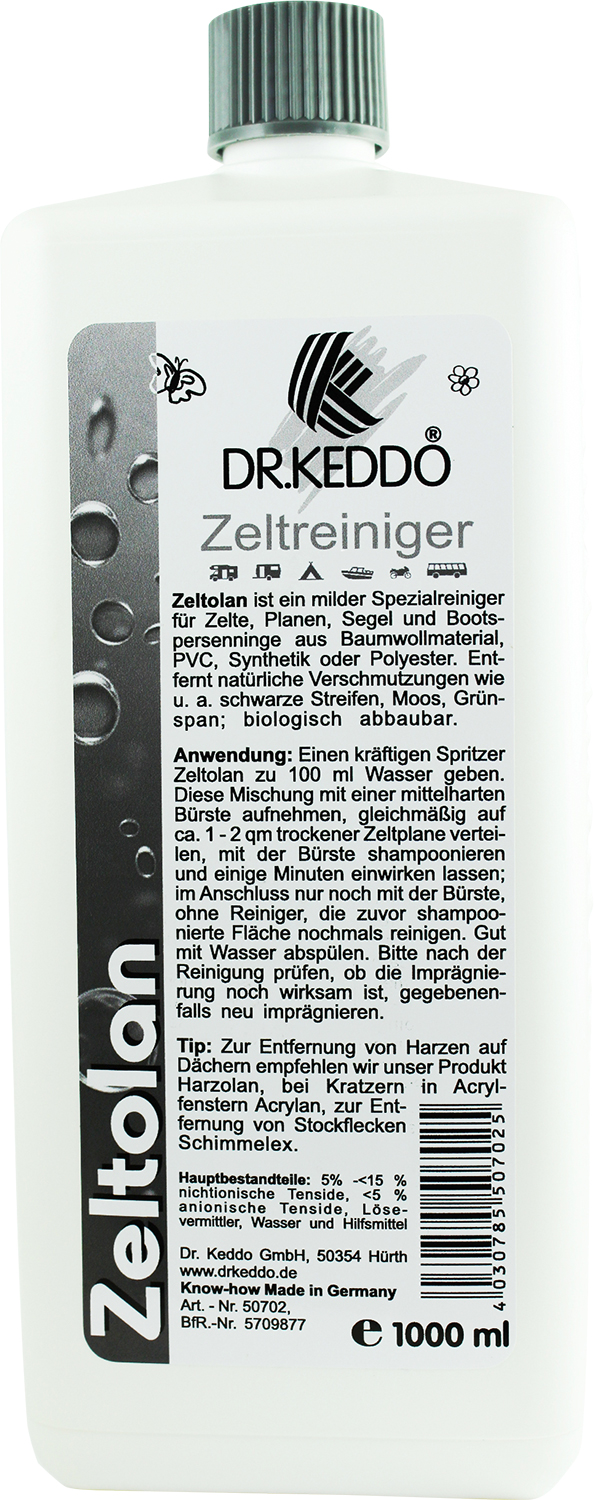 DR.KEDDO®
Zeltreiniger
Zeltolan ist ein milder Spezialreiniger
für Zelte, Planen, Segel und Boots-
persenninge aus Baumwollmaterial,
PVC, Synthetik oder Polyester. Ent-
fernt natürliche Verschmutzungen wie
u. a. schwarze Streifen, Moos, Grün-
span; biologisch abbaubar.
Anwendung: Einen kräftigen Spritzer
Zeltolan zu 100 ml Wasser geben.
Diese Mischung mit einer mittelharten
Bürste aufnehmen, gleichmäßig auf
ca. 1 - 2 qm trockener Zeltplane vertei-
len, mit der Bürste shampoonieren
und einige Minuten einwirken lassen;
im Anschluss nur noch mit der Bürste,
ohne Reiniger, die zuvor shampoo-
nierte Fläche nochmals reinigen. Gut
mit Wasser abspülen. Bitte nach der
Reinigung prüfen, ob die Imprägnie-
rung noch wirksam ist, gegebenen-
falls neu imprägnieren.
Tip: Zur Entfernung von Harzen auf
Dächern empfehlen wir unser Produkt
Harzolan, bei Kratzern in Acryl-
fenstern Acrylan, zur Ent-
fernung von Stockflecken
Schimmelex.
Hauptbestandteile: 5% -<15 %
nichtionische Tenside, <5 %
anionische Tenside, Löse-
vermittler, Wasser und Hilfsmittel
Dr. Keddo GmbH, 50354 Hürth
www.drkeddo.de
Know-how Made in Germany
Art. - Nr. 50702,
BfR.-Nr. 5709877
e 1000 ml
4 030785 507025
Zeltolan